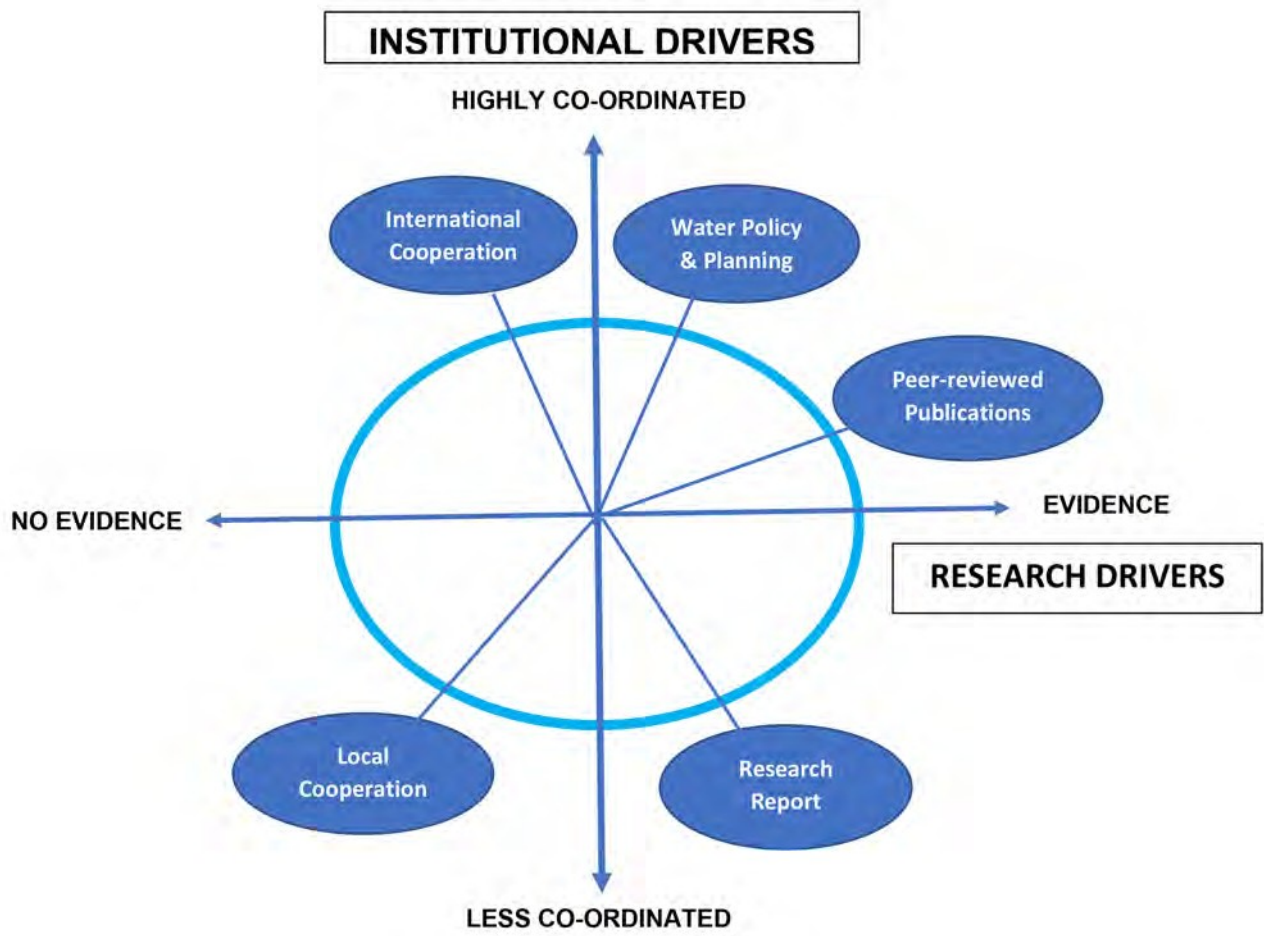 INSTITUTIONAL DRIVERS
HIGHLY CO-ORDINATED
International
Cooperation
Water Policy
& Planning
Peer-reviewed
Publications
NO EVIDENCE
EVIDENCE
RESEARCH DRIVERS
Local
Cooperation
Research
Report
LESS CO-ORDINATED